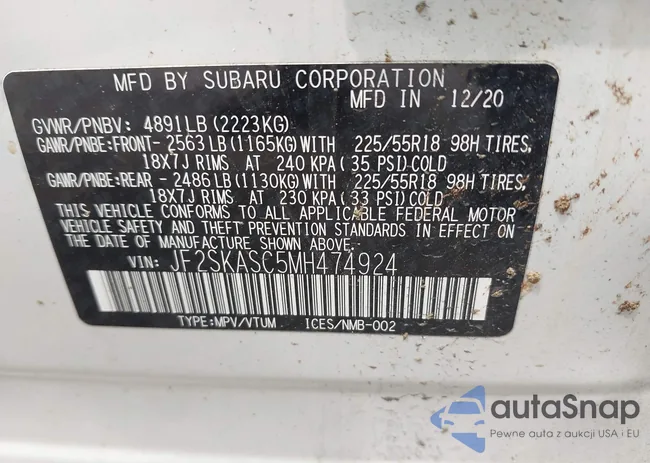 MFD BY SUBARU CORPORATION
MFD IN 12/20
GVWR/PNBV: 4891LB(2223KG)
GAWR/PNBE:FRONT- 2563LB(1165KG)WITH 225/55R18 98H TIRES,
18X7J RIMS AT 240 KPA(35 PSI)COLD
GAWR/PNBE:REAR -2486LB(1130KG)WITH 225/55R18 98H TIRES,
18X7J RIMS AT 230 KPA(33 PSI)COLD
THIS VEHICLE CONFORMS TO ALL APPLICABLE FEDERAL MOTOR
VEHICLE SAFETY AND THEFT PREVENTION STANDARDS IN EFFECT ON
THE DATE OF MANUFACTURE SHOWN ABOVE.
VIN: JF2SKASC5MH474924
TYPE:MPV/VTUM ICES/NMB-002
autaSnap
Pewne auta z aukcji USA i EU